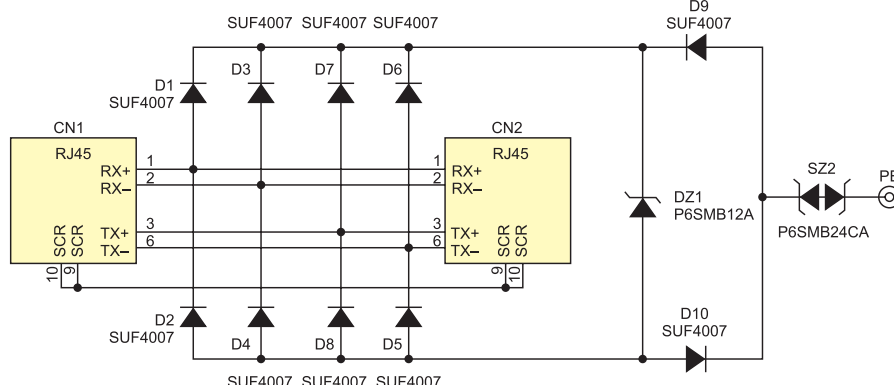 SUF4007 SUF4007 SUF4007
D9
SUF4007
D1
SUF4007
D3
D7
D6
CN1
RJ45
RX+
RX–
TX+
TX–
SCR
SCR
10
9
1
2
3
6
CN2
RJ45
1
2
3
6
RX+
RX–
TX+
TX–
SCR
SCR
9
10
DZ1
P6SMB12A
SZ2
P6SMB24CA
D2
SUF4007
D4
D8
D5
D10
SUF4007
SUF4007 SUF4007 SUF4007